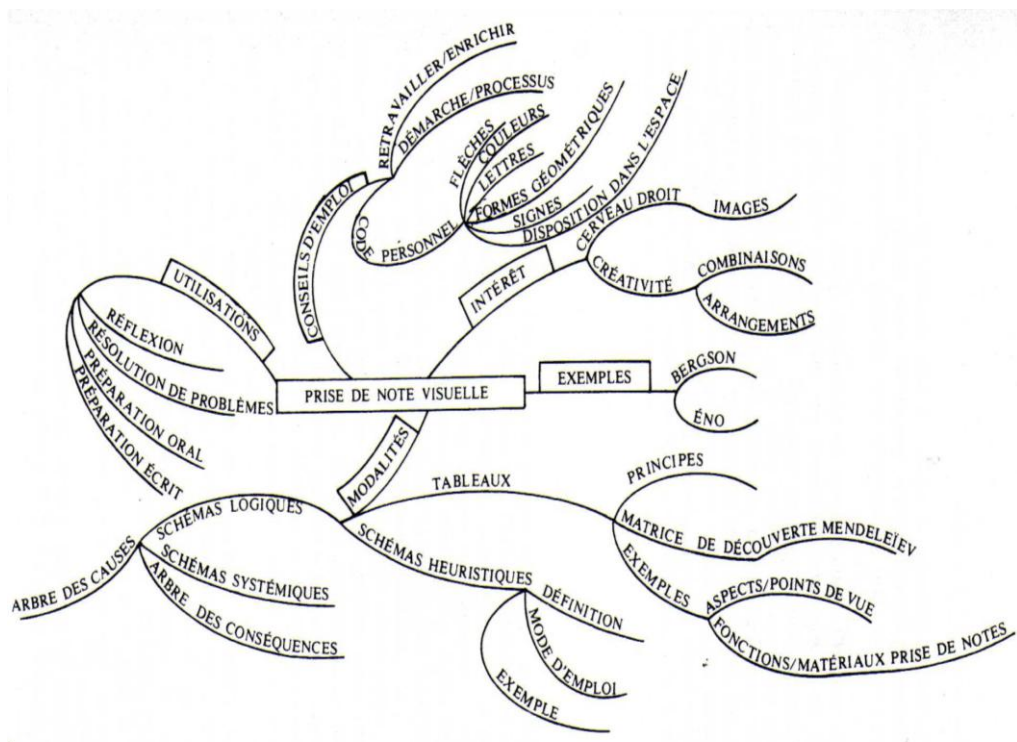 RETRAVAILLER/ENRICHIR
DÉMARCHE/PROCESSUS
CODE PERSONNEL
FLÈCHES
COULEURS
LETTRES
FORMES GÉOMÉTRIQUES
SIGNES
DISPOSITION DANS L'ESPACE
CONSEILS D'EMPLOI
CERVEAU DROIT
IMAGES
INTÉRÊT
CRÉATIVITÉ
COMBINAISONS
ARRANGEMENTS
UTILISATIONS
RÉFLEXION
RÉSOLUTION DE PROBLÈMES
PRÉPARATION ORAL
PRÉPARATION ÉCRIT
PRISE DE NOTE VISUELLE
EXEMPLES
BERGSON
ÉNO
MODALITÉS
TABLEAUX
PRINCIPES
MATRICE DE DÉCOUVERTE MENDELEÏEV
EXEMPLES
ASPECTS/POINTS DE VUE
FONCTIONS/MATÉRIAUX PRISE DE NOTES
SCHÉMAS LOGIQUES
ARBRE DES CAUSES
SCHÉMAS SYSTÉMIQUES
ARBRE DES CONSÉQUENCES
SCHÉMAS HEURISTIQUES
DÉFINITION
MODE D'EMPLOI
EXEMPLE